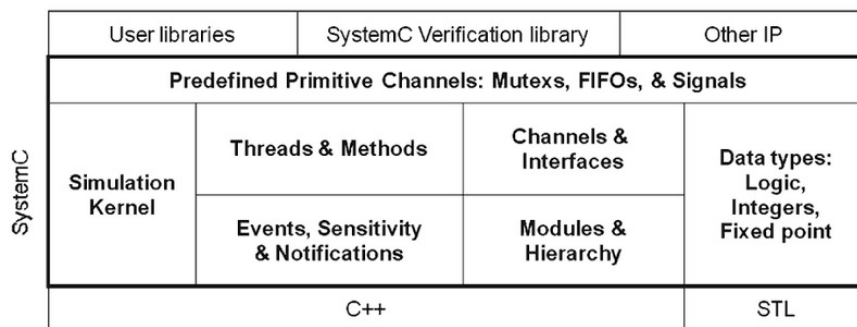 User libraries
SystemC Verification library
Other IP
Predefined Primitive Channels: Mutexs, FIFOs, & Signals
SystemC
Simulation
Kernel
Threads & Methods
Channels &
Interfaces
Data types:
Logic,
Integers,
Fixed point
Events, Sensitivity
& Notifications
Modules &
Hierarchy
C++
STL